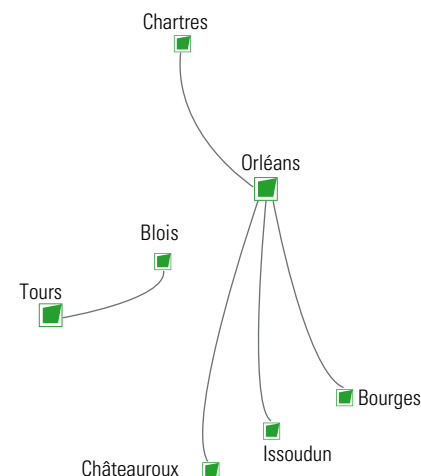 Chartres
Orléans
Blois
Tours
Bourges
Issoudun
Châteauroux